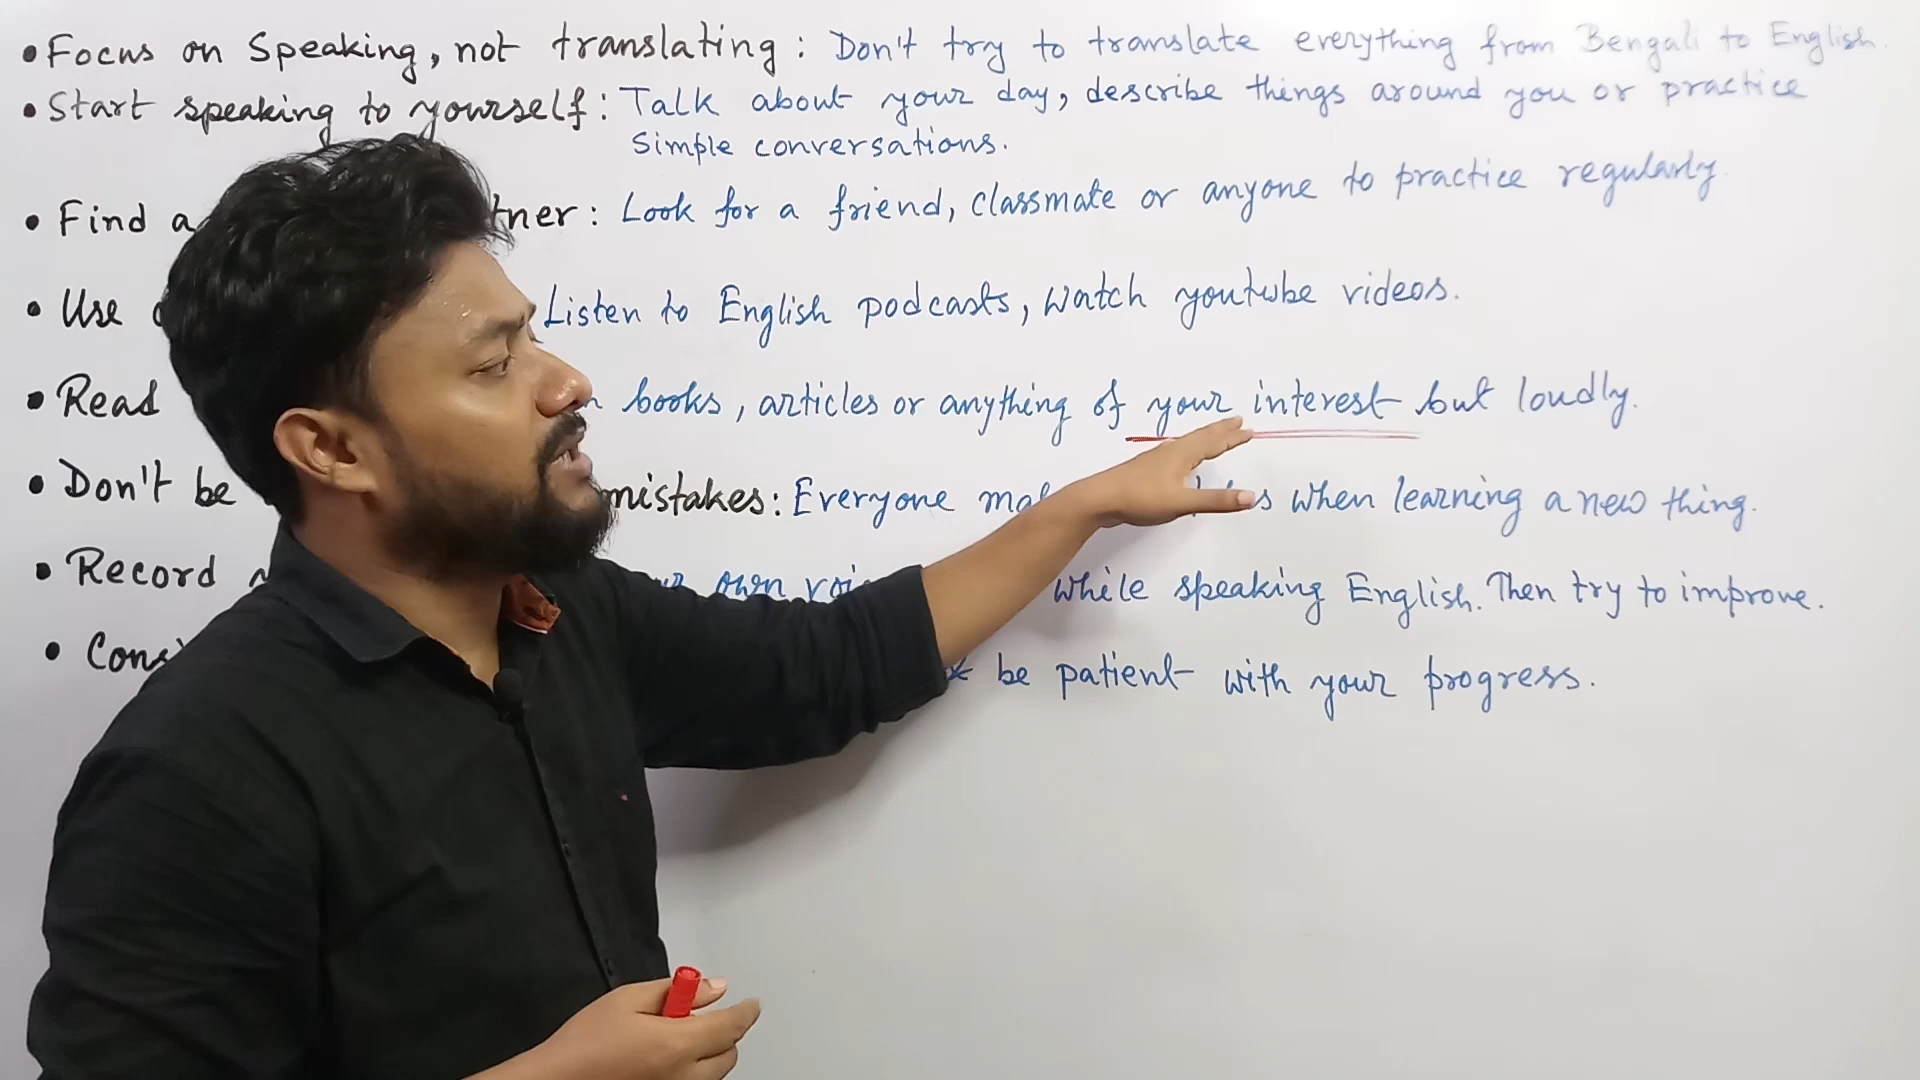 • Focus on Speaking, not translating: Don't try to translate everything from Bengali to English.
• Start speaking to yourself: Talk about your day, describe things around you or practice
Simple conversations.
• Find a : Look for a friend, classmate or anyone to practice regularly.
• Use Listen to English podcasts, watch youtube videos.
• Read books, articles or anything of your interest but loudly.
• Don't be mistakes: Everyone when learning a new thing.
• Record own while speaking English. Then try to improve.
• be patient with your progress.